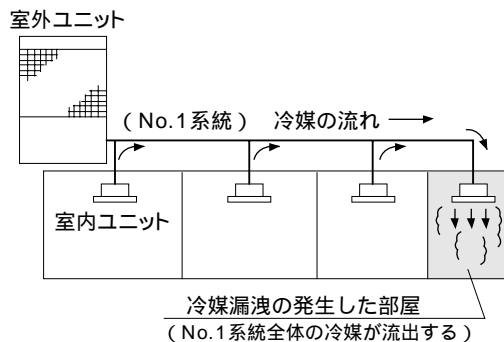 室外ユニット
（No.1系統） 冷媒の流れ
室内ユニット
冷媒漏洩の発生した部屋
（No.1系統全体の冷媒が流出する）